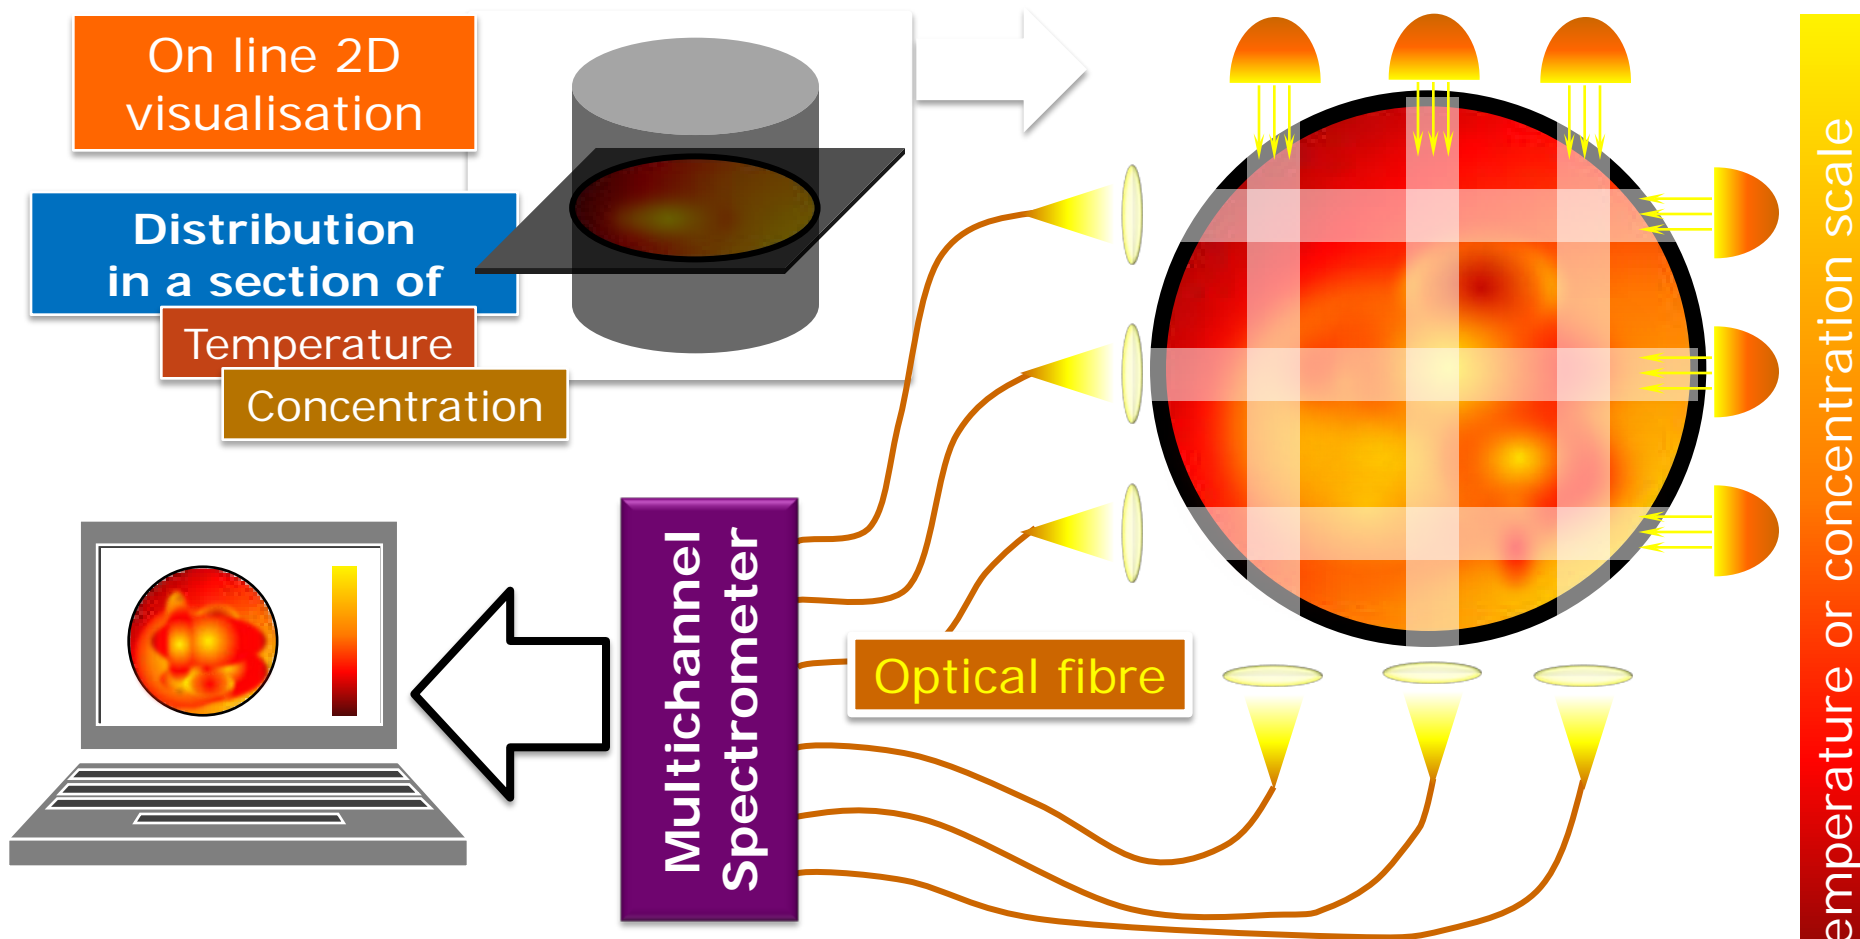 On line 2D
visualisation
Distribution
in a section of
Temperature
Concentration
Multichannel
Spectrometer
Optical fibre
emperature or concentration scale